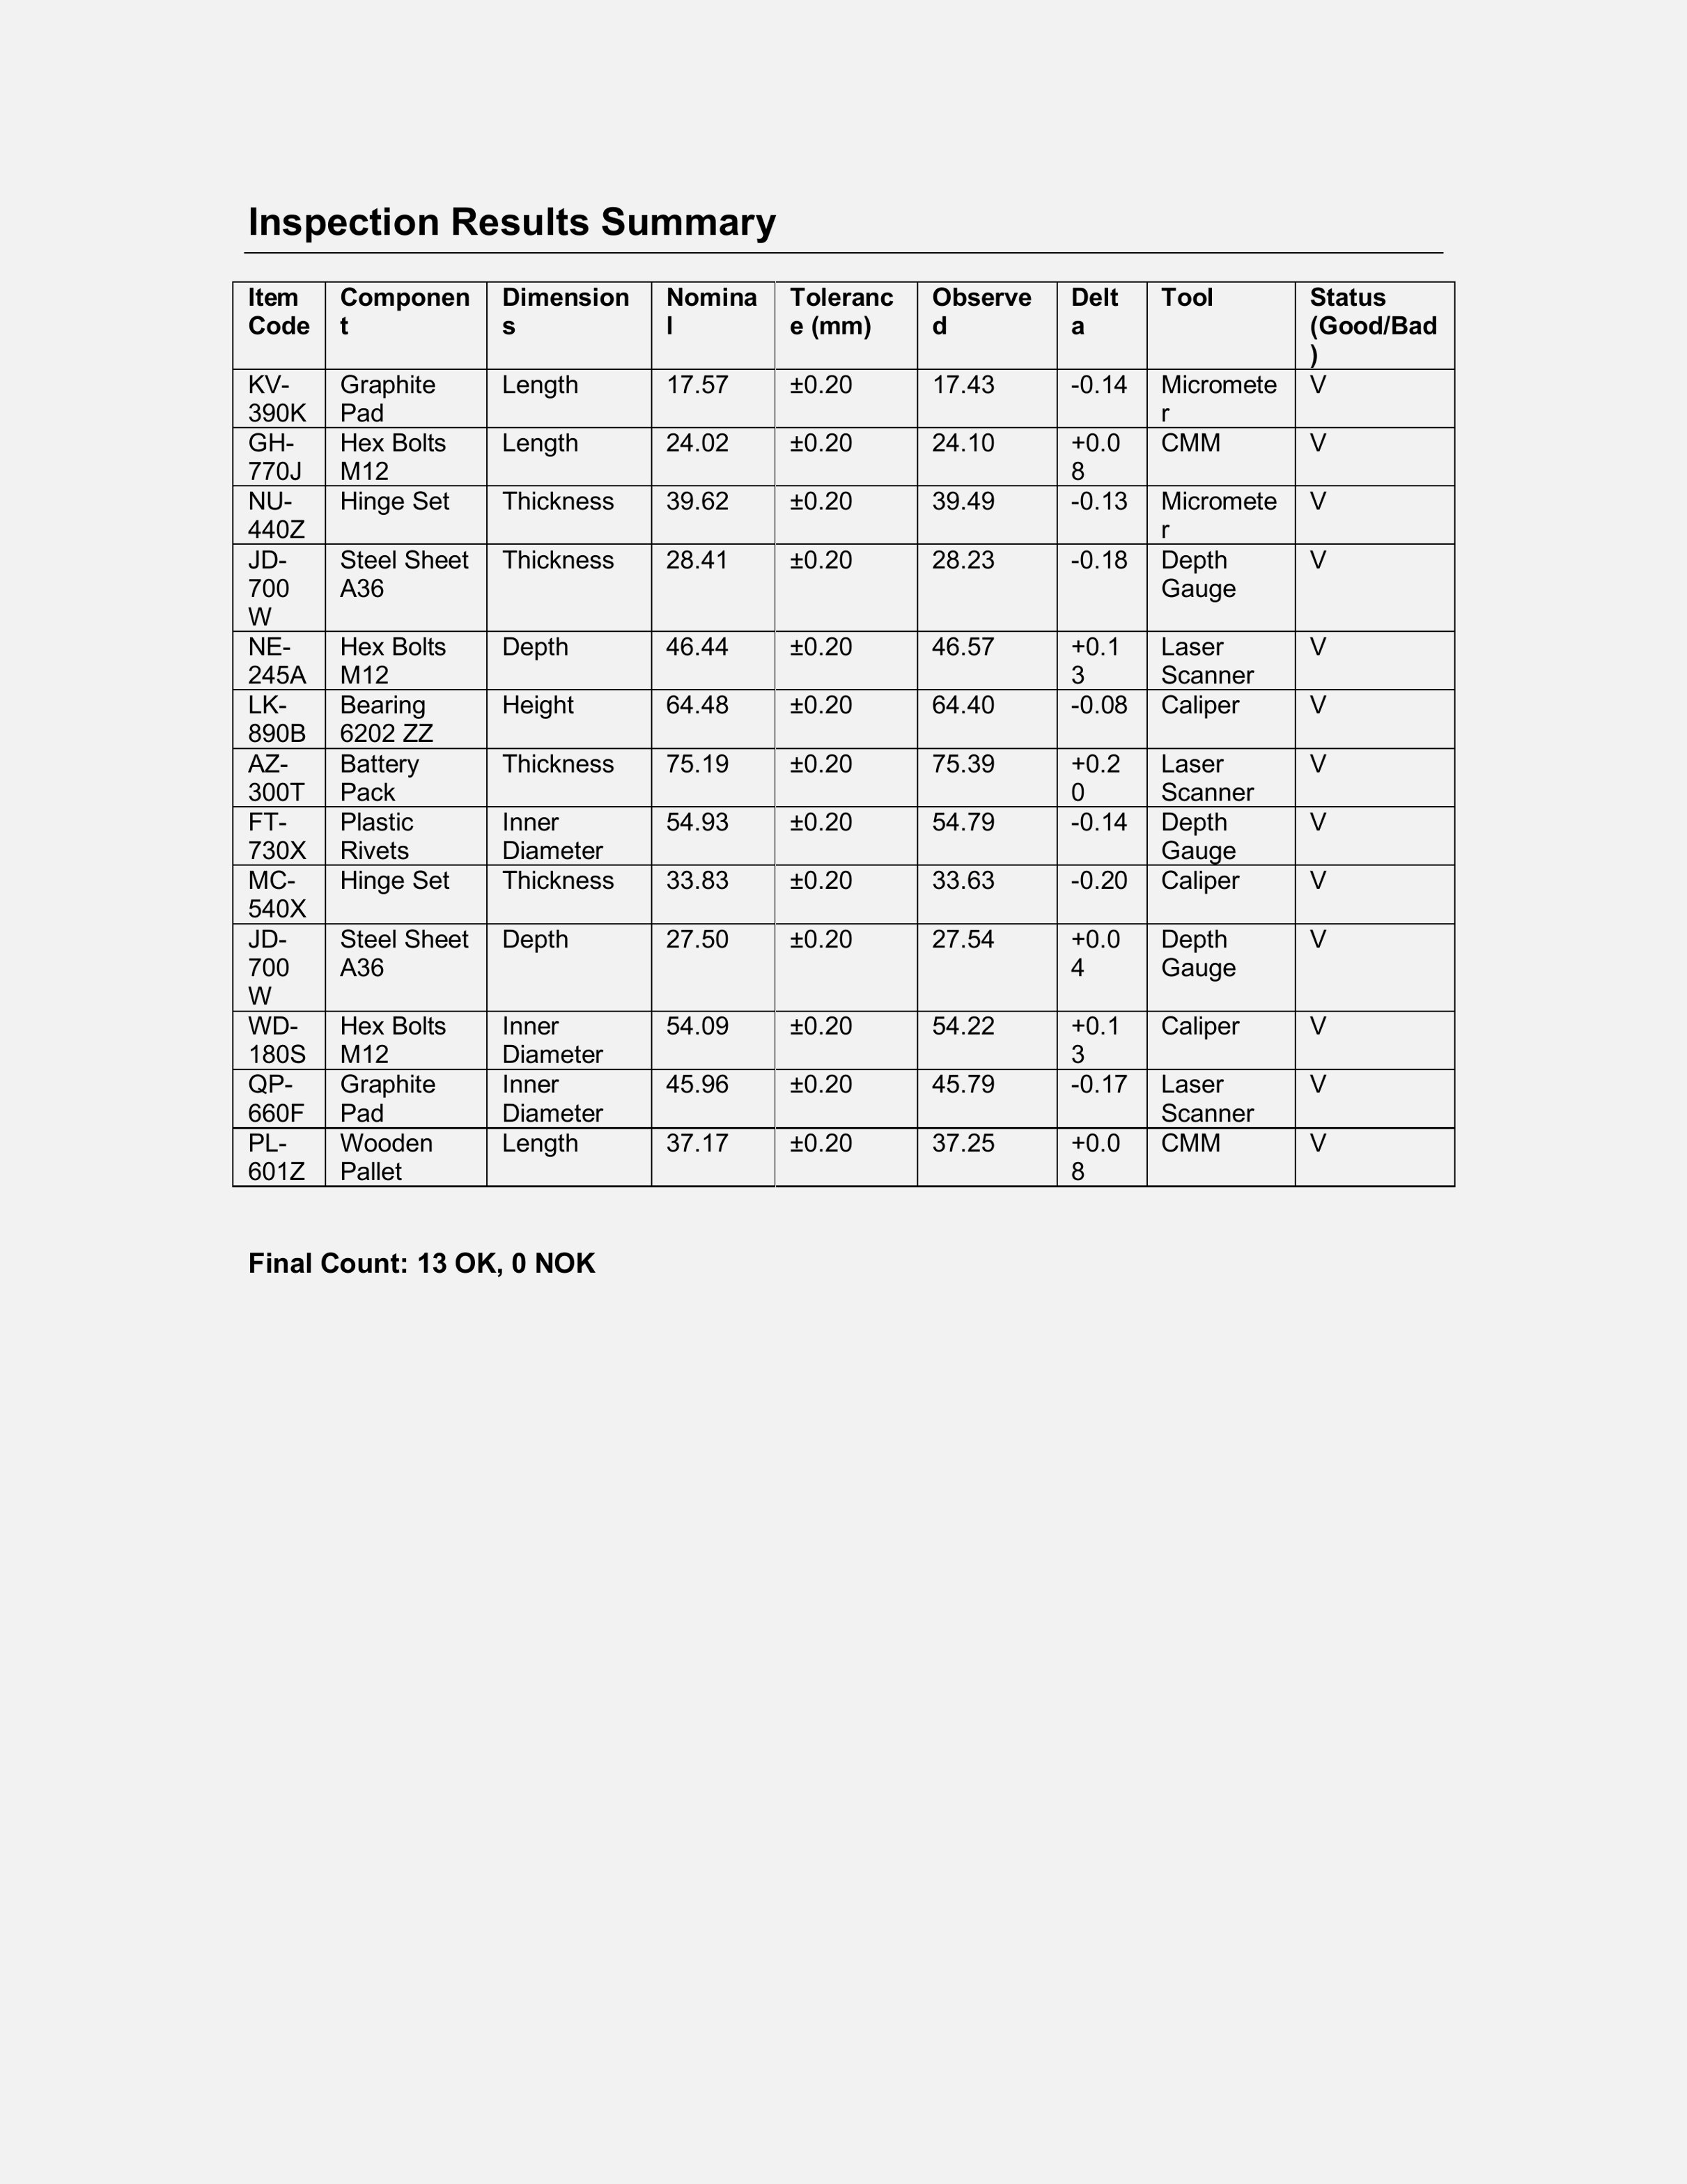 Inspection Results Summary
Item Code Component Dimensions Nominal Tolerance (mm) Observed Delta Tool Status (Good/Bad)
KV-390K Graphite Pad Length 17.57 ±0.20 17.43 -0.14 Micrometer V
GH-770J Hex Bolts M12 Length 24.02 ±0.20 24.10 +0.08 CMM V
NU-440Z Hinge Set Thickness 39.62 ±0.20 39.49 -0.13 Micrometer V
JD-700W Steel Sheet A36 Thickness 28.41 ±0.20 28.23 -0.18 Depth Gauge V
NE-245A Hex Bolts M12 Depth 46.44 ±0.20 46.57 +0.13 Laser Scanner V
LK-890B Bearing 6202 ZZ Height 64.48 ±0.20 64.40 -0.08 Caliper V
AZ-300T Battery Pack Thickness 75.19 ±0.20 75.39 +0.20 Laser Scanner V
FT-730X Plastic Rivets Inner Diameter 54.93 ±0.20 54.79 -0.14 Depth Gauge V
MC-540X Hinge Set Thickness 33.83 ±0.20 33.63 -0.20 Caliper V
JD-700W Steel Sheet A36 Depth 27.50 ±0.20 27.54 +0.04 Depth Gauge V
WD-180S Hex Bolts M12 Inner Diameter 54.09 ±0.20 54.22 +0.13 Caliper V
QP-660F Graphite Pad Inner Diameter 45.96 ±0.20 45.79 -0.17 Laser Scanner V
PL-601Z Wooden Pallet Length 37.17 ±0.20 37.25 +0.08 CMM V
Final Count: 13 OK, 0 NOK